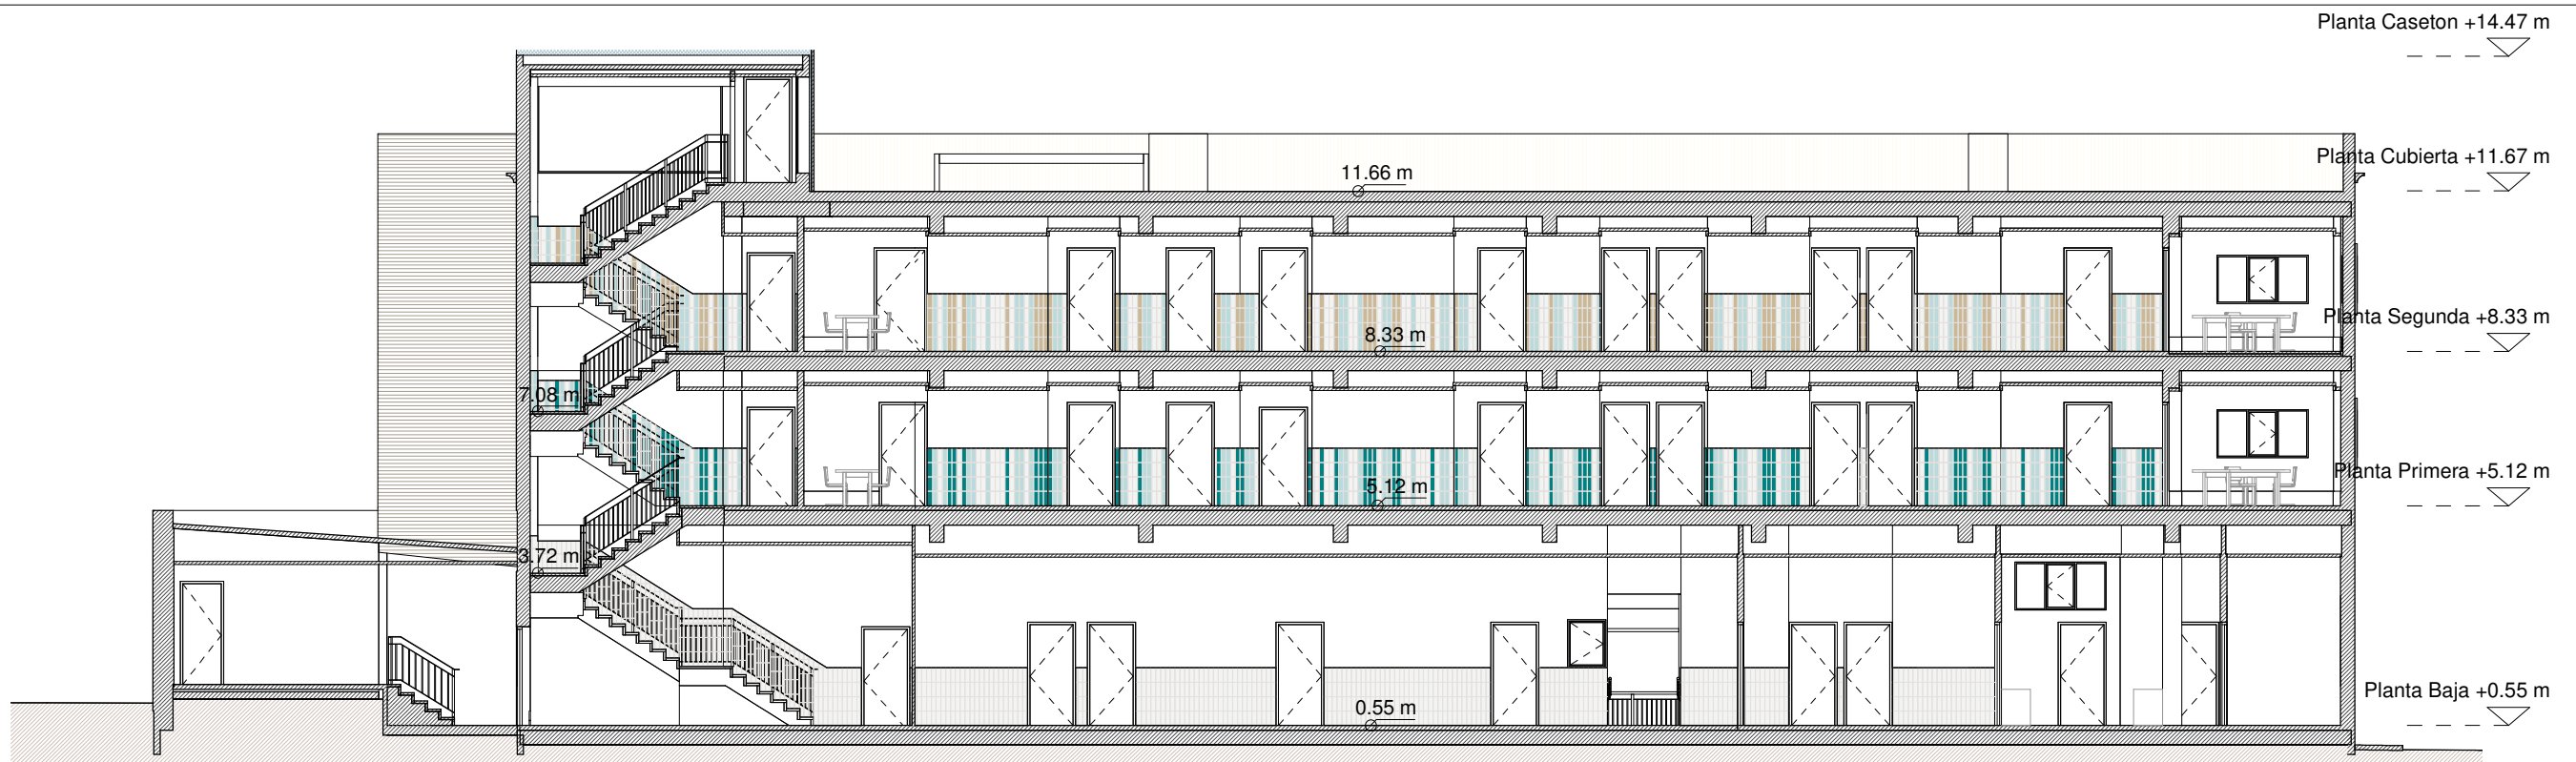 Planta Caseton +14.47 m
Planta Cubierta +11.67 m
11.66 m
Planta Segunda +8.33 m
8.33 m
7.08 m
Planta Primera +5.12 m
5.12 m
3.72 m
Planta Baja +0.55 m
0.55 m